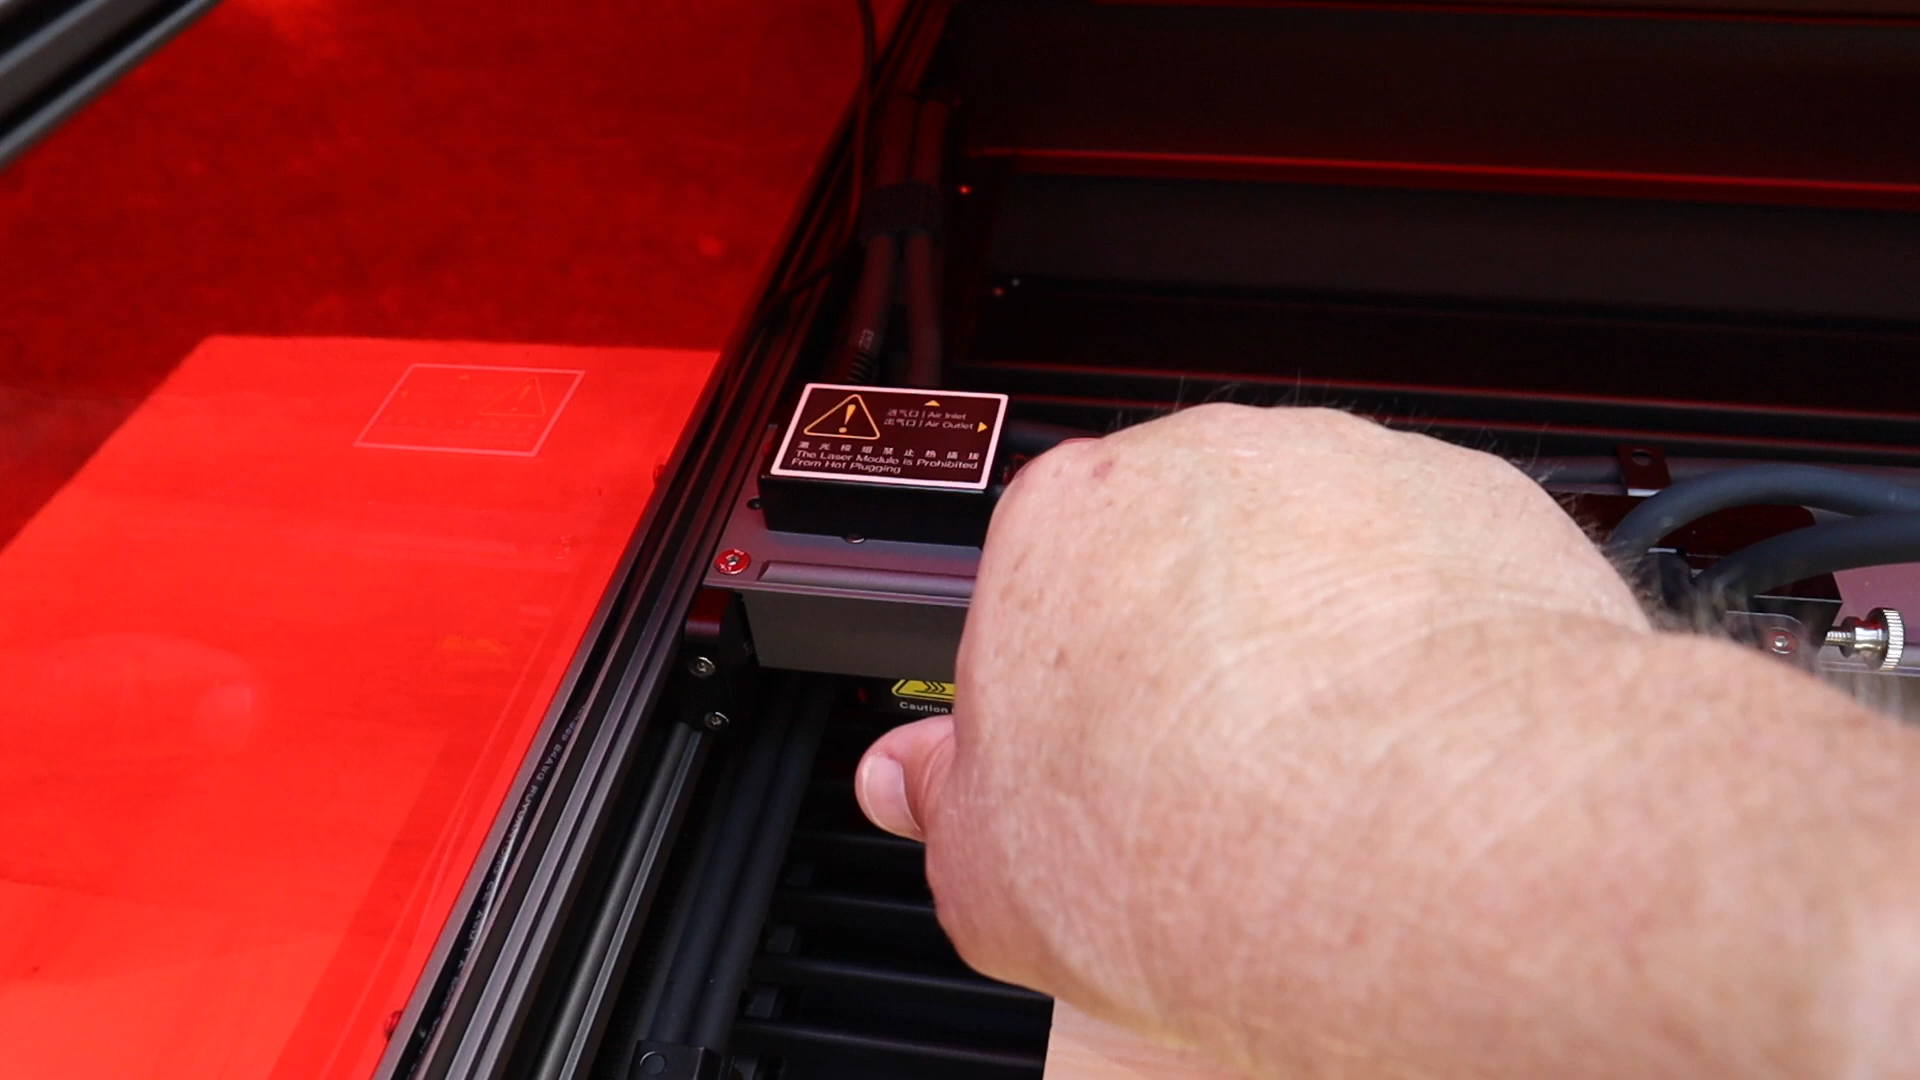 进气口 | Air Inlet
出气口 | Air Outlet
激光模组禁止热插拔
The Laser Module is Prohibited
From Hot Plugging
Caution